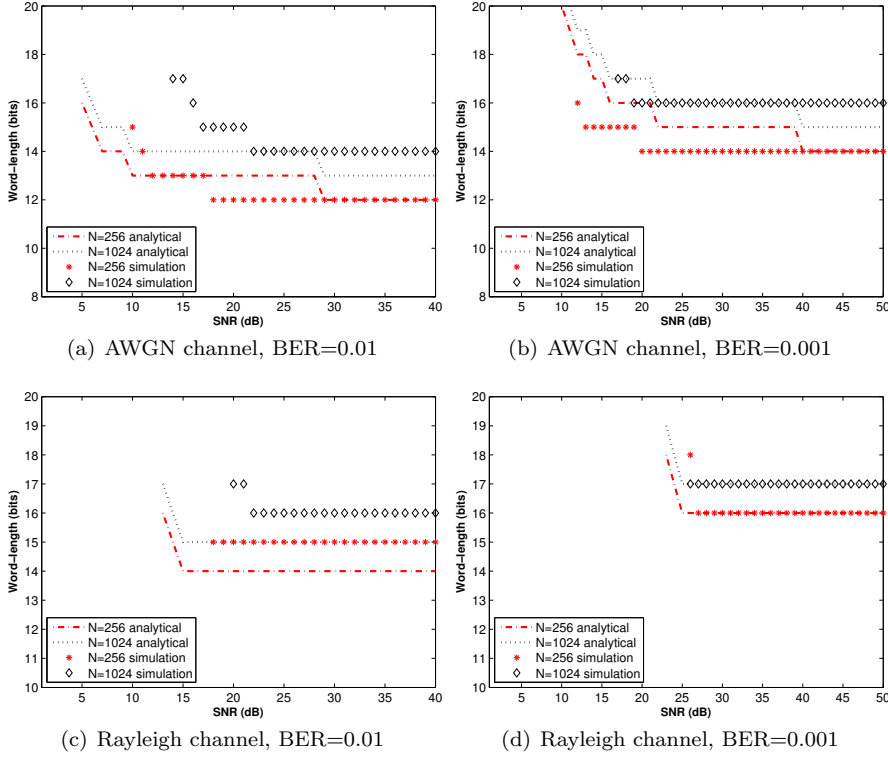 20
18
16
14
12
10
8
Word−length (bits)
N=256 analytical
N=1024 analytical
N=256 simulation
N=1024 simulation
5 10 15 20 25 30 35 40
SNR (dB)
(a) AWGN channel, BER=0.01
20
19
18
17
16
15
14
13
12
11
10
9
8
Word−length (bits)
N=256 analytical
N=1024 analytical
N=256 simulation
N=1024 simulation
5 10 15 20 25 30 35 40 45 50
SNR (dB)
(b) AWGN channel, BER=0.001
20
19
18
17
16
15
14
13
12
11
10
Word−length (bits)
N=256 analytical
N=1024 analytical
N=256 simulation
N=1024 simulation
5 10 15 20 25 30 35 40
SNR (dB)
(c) Rayleigh channel, BER=0.01
20
19
18
17
16
15
14
13
12
11
10
Word−length (bits)
N=256 analytical
N=1024 analytical
N=256 simulation
N=1024 simulation
5 10 15 20 25 30 35 40 45 50
SNR (dB)
(d) Rayleigh channel, BER=0.001